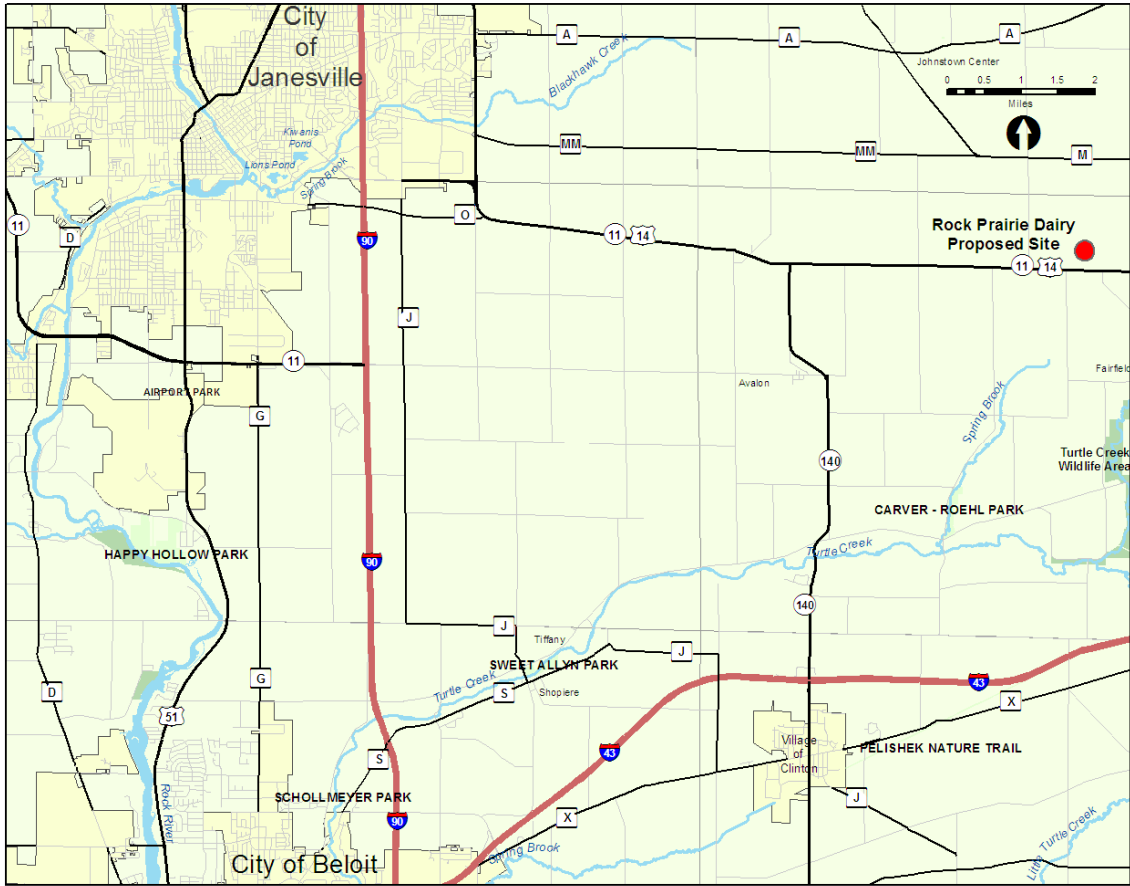 City
of
Janesville
A
A
A
Johnstown Center
0 0.5 1 2
Miles
Blackhawk Creek
Kiwanis
Pond
Lions Pond
Spring Brook
MM
MM
M
11
D
O
90
11 14
Rock Prairie Dairy
Proposed Site
11 14
J
11
AIRPORT PARK
G
Avalon
Fairfield
Spring Brook
140
Turtle Creek
Wildlife Area
CARVER - ROEHL PARK
HAPPY HOLLOW PARK
90
Turtle Creek
140
J
Tiffany
J
SWEET ALLYN PARK
G
D
Turtle Creek
S
Shopiere
43
X
51
43
Village
of
Clinton
PELISHEK NATURE TRAIL
S
SCHOLLMEYER PARK
J
Rock River
90
X
Spring Brook
Little Turtle Creek
City of Beloit